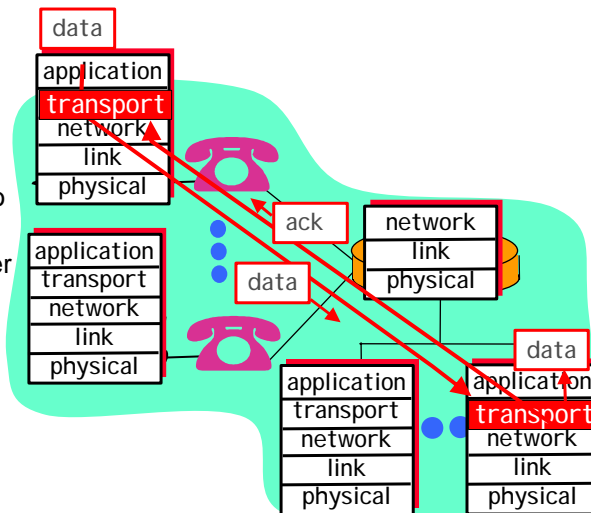 data
application
transport
network
link
physical
o
er
ack
data
network
link
physical
application
transport
network
link
physical
data
application
transport
network
link
physical
application
transport
network
link
physical